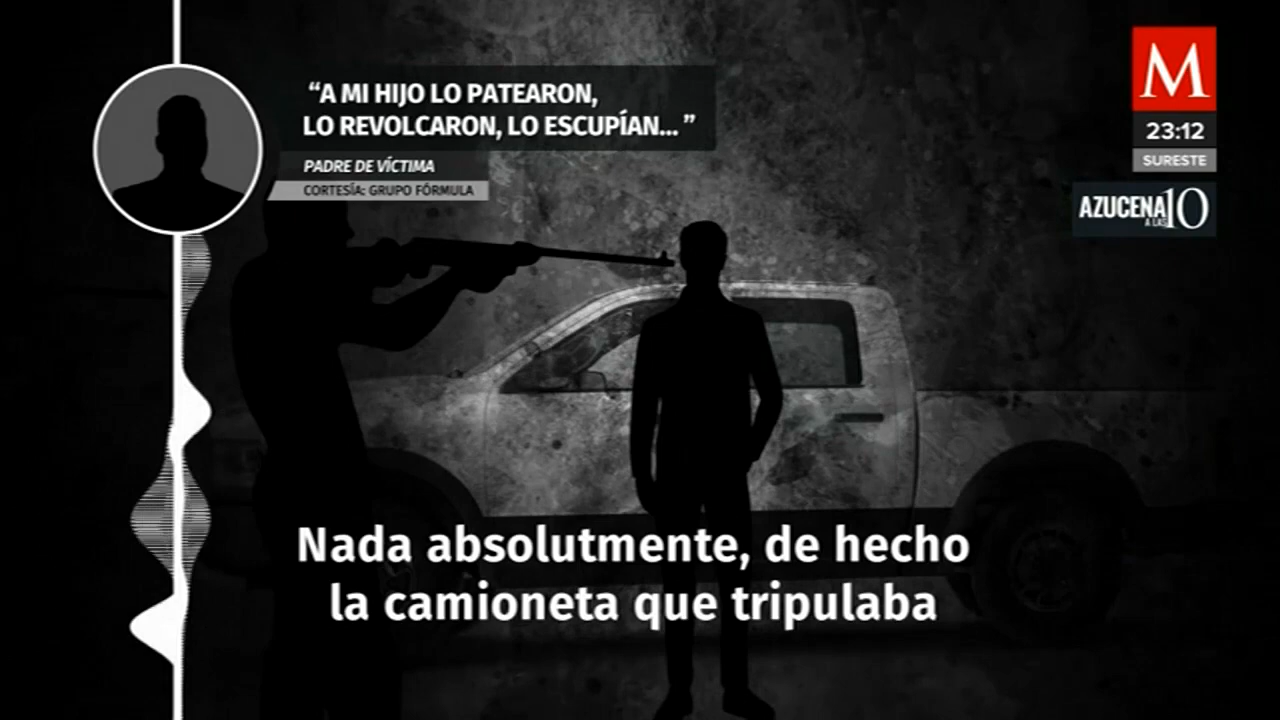 “A MI HIJO LO PATEARON,
LO REVOLCARON, LO ESCUPÍAN...”
PADRE DE VÍCTIMA
CORTESÍA: GRUPO FÓRMULA
M
23:12
SURESTE
AZUCENA
A LAS
10
Nada absolutmente, de hecho
la camioneta que tripulaba